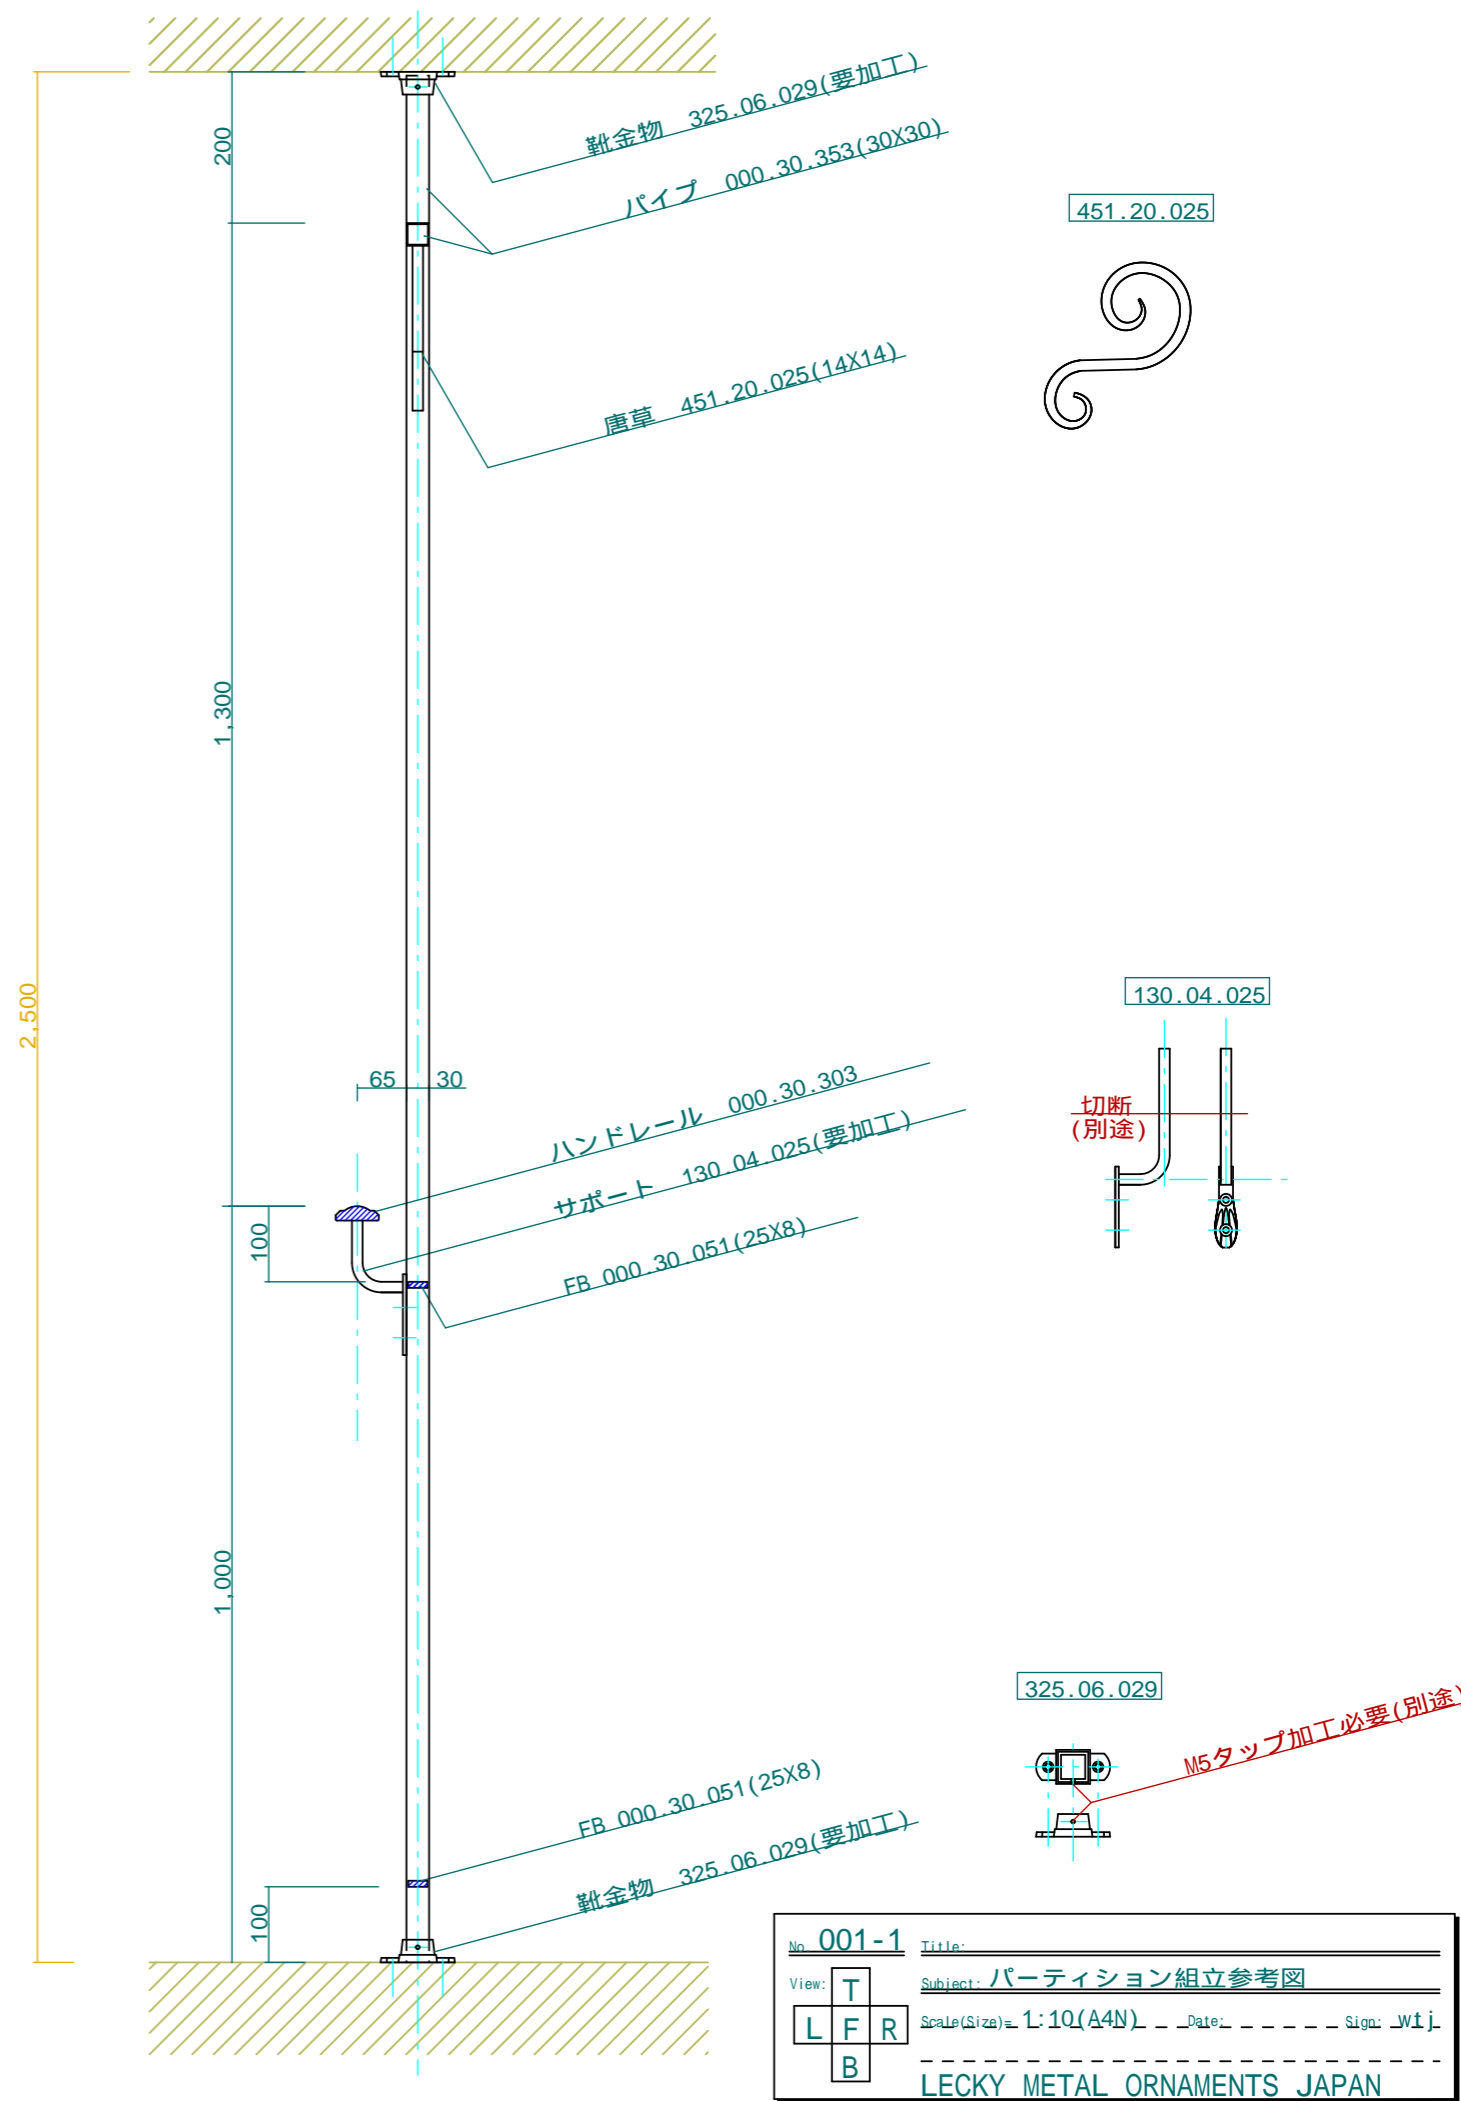 靴金物 325.06.029(要加工)
パイプ 000.30.353(30X30)
200
451.20.025
唐草 451.20.025(14X14)
1,300
2,500
130.04.025
切断
(別途)
65 30
ハンドレール 000.30.303
サポート 130.04.025(要加工)
FB 000.30.051(25X8)
100
1,000
325.06.029
M5タップ加工必要(別途)
FB 000.30.051(25X8)
靴金物 325.06.029(要加工)
100
No. 001-1 Title:
View: T L F R B
Subject: パーティション組立参考図
Scale(Size)= 1:10(A4N) Date: Sign: wtj
LECKY METAL ORNAMENTS JAPAN